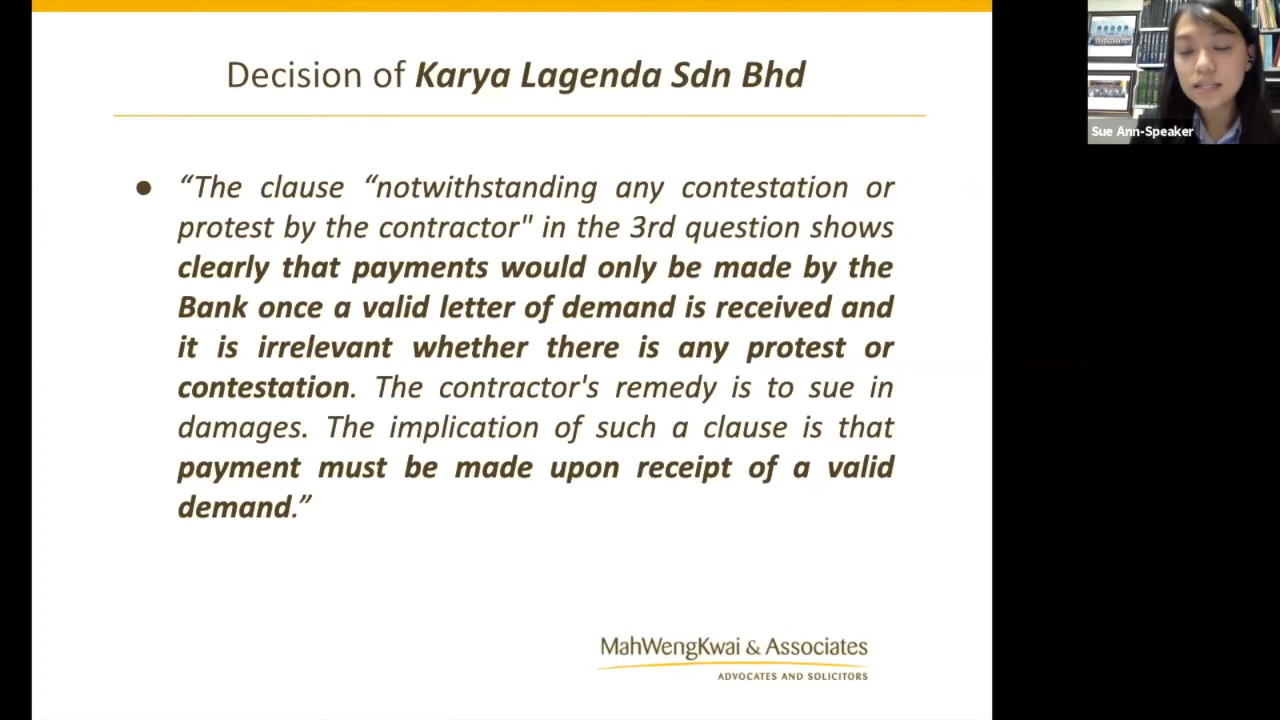 Decision of Karya Lagenda Sdn Bhd
● “The clause “notwithstanding any contestation or
protest by the contractor" in the 3rd question shows
clearly that payments would only be made by the
Bank once a valid letter of demand is received and
it is irrelevant whether there is any protest or
contestation. The contractor's remedy is to sue in
damages. The implication of such a clause is that
payment must be made upon receipt of a valid
demand.”
MahWengKwai & Associates
ADVOCATES AND SOLICITORS
Sue Ann-Speaker